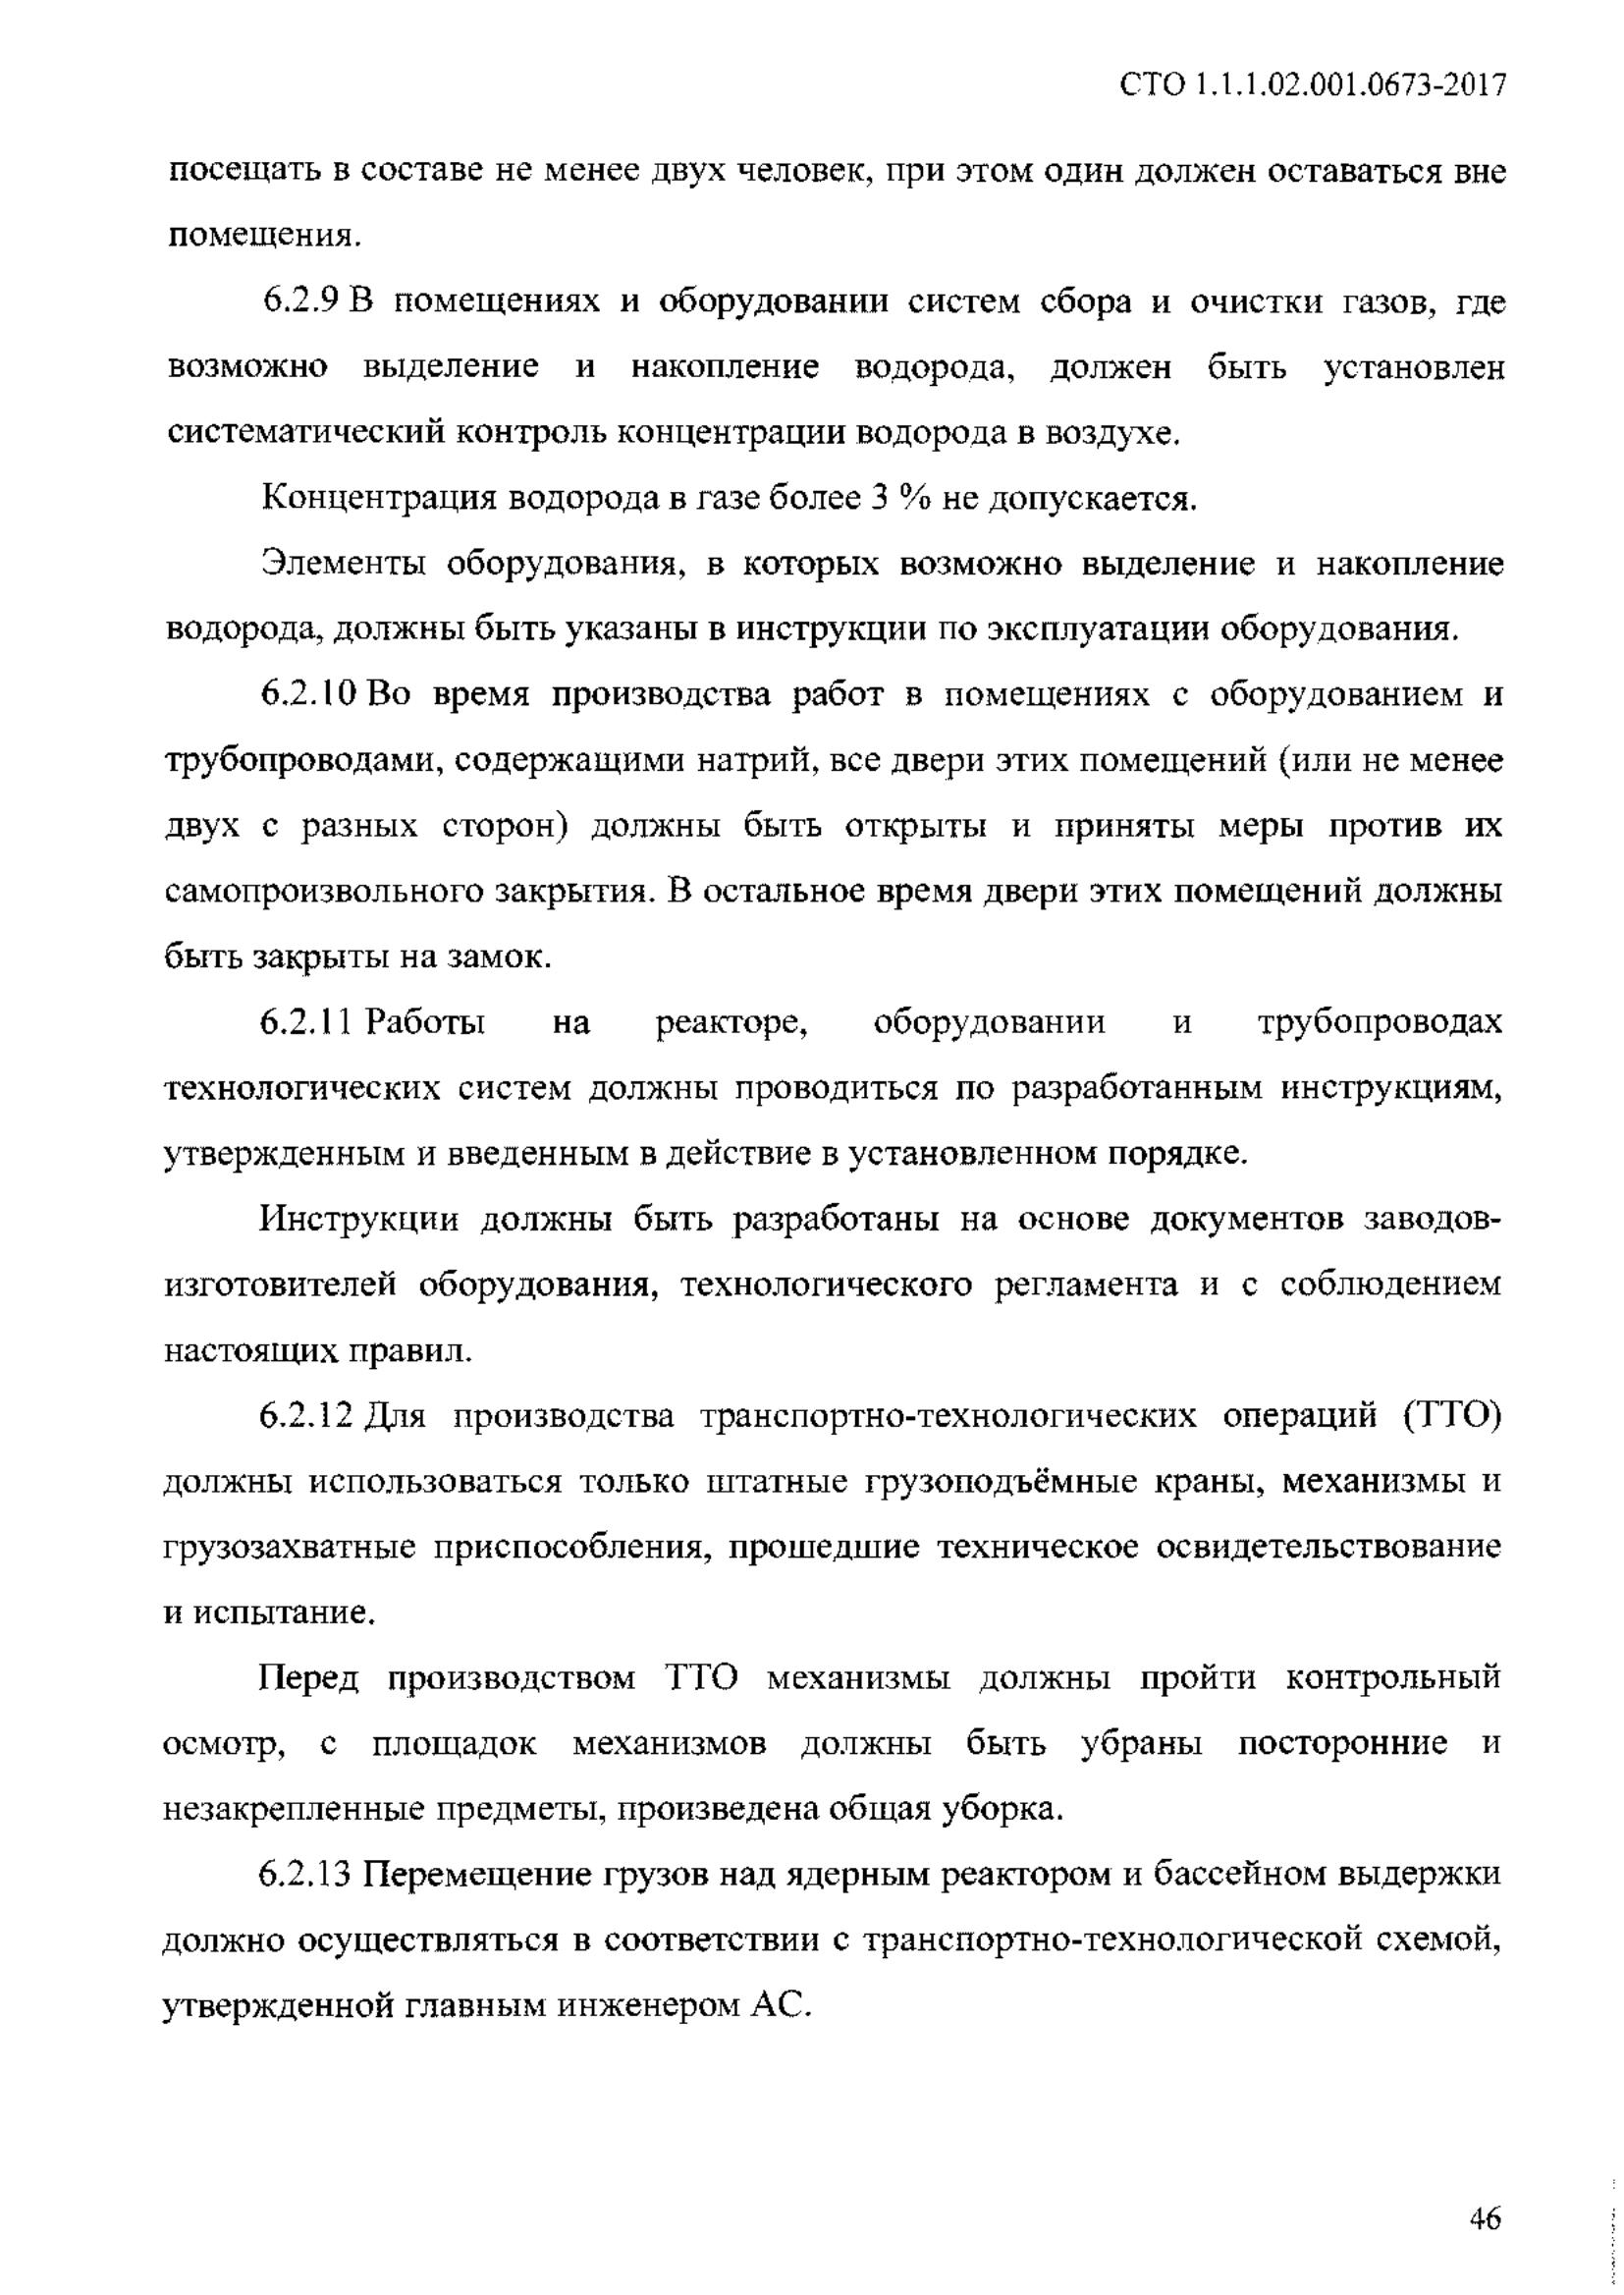 СТО 1.1.1.02.001.0673-2017
посещать в составе не менее двух человек, при этом один должен оставаться вне
помещения.
6.2.9 В помещениях и оборудовании систем сбора и очистки газов, где
возможно выделение и накопление водорода, должен быть установлен
систематический контроль концентрации водорода в воздухе.
Концентрация водорода в газе более 3 % не допускается.
Элементы оборудования, в которых возможно выделение и накопление
водорода, должны быть указаны в инструкции по эксплуатации оборудования.
6.2.10 Во время производства работ в помещениях с оборудованием и
трубопроводами, содержащими натрий, все двери этих помещений (или не менее
двух с разных сторон) должны быть открыты и приняты меры против их
самопроизвольного закрытия. В остальное время двери этих помещений должны
быть закрыты на замок.
6.2.11 Работы на реакторе, оборудовании и трубопроводах
технологических систем должны проводиться по разработанным инструкциям,
утвержденным и введенным в действие в установленном порядке.
Инструкции должны быть разработаны на основе документов заводов-
изготовителей оборудования, технологического регламента и с соблюдением
настоящих правил.
6.2.12 Для производства транспортно-технологических операций (ТТО)
должны использоваться только штатные грузоподъёмные краны, механизмы и
грузозахватные приспособления, прошедшие техническое освидетельствование
и испытание.
Перед производством ТТО механизмы должны пройти контрольный
осмотр, с площадок механизмов должны быть убраны посторонние и
незакрепленные предметы, произведена общая уборка.
6.2.13 Перемещение грузов над ядерным реактором и бассейном выдержки
должно осуществляться в соответствии с транспортно-технологической схемой,
утвержденной главным инженером АС.
46